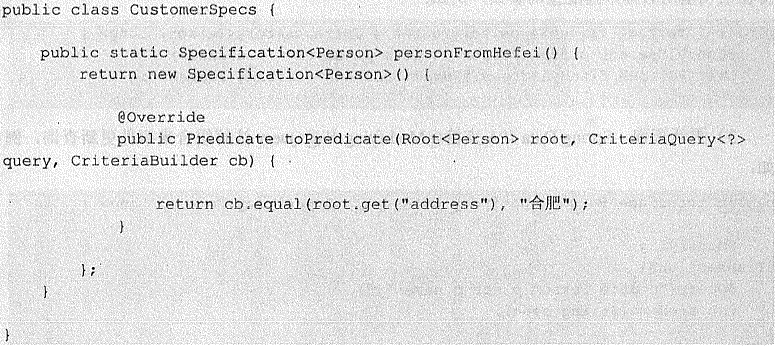 public class CustomerSpecs {
    public static Specification<Person> personFromHefei() {
        return new Specification<Person>() {
            @Override
            public Predicate toPredicate(Root<Person> root, CriteriaQuery<?>
query, CriteriaBuilder cb) {
                return cb.equal(root.get("address"), "合肥");
            }
        };
    }
}